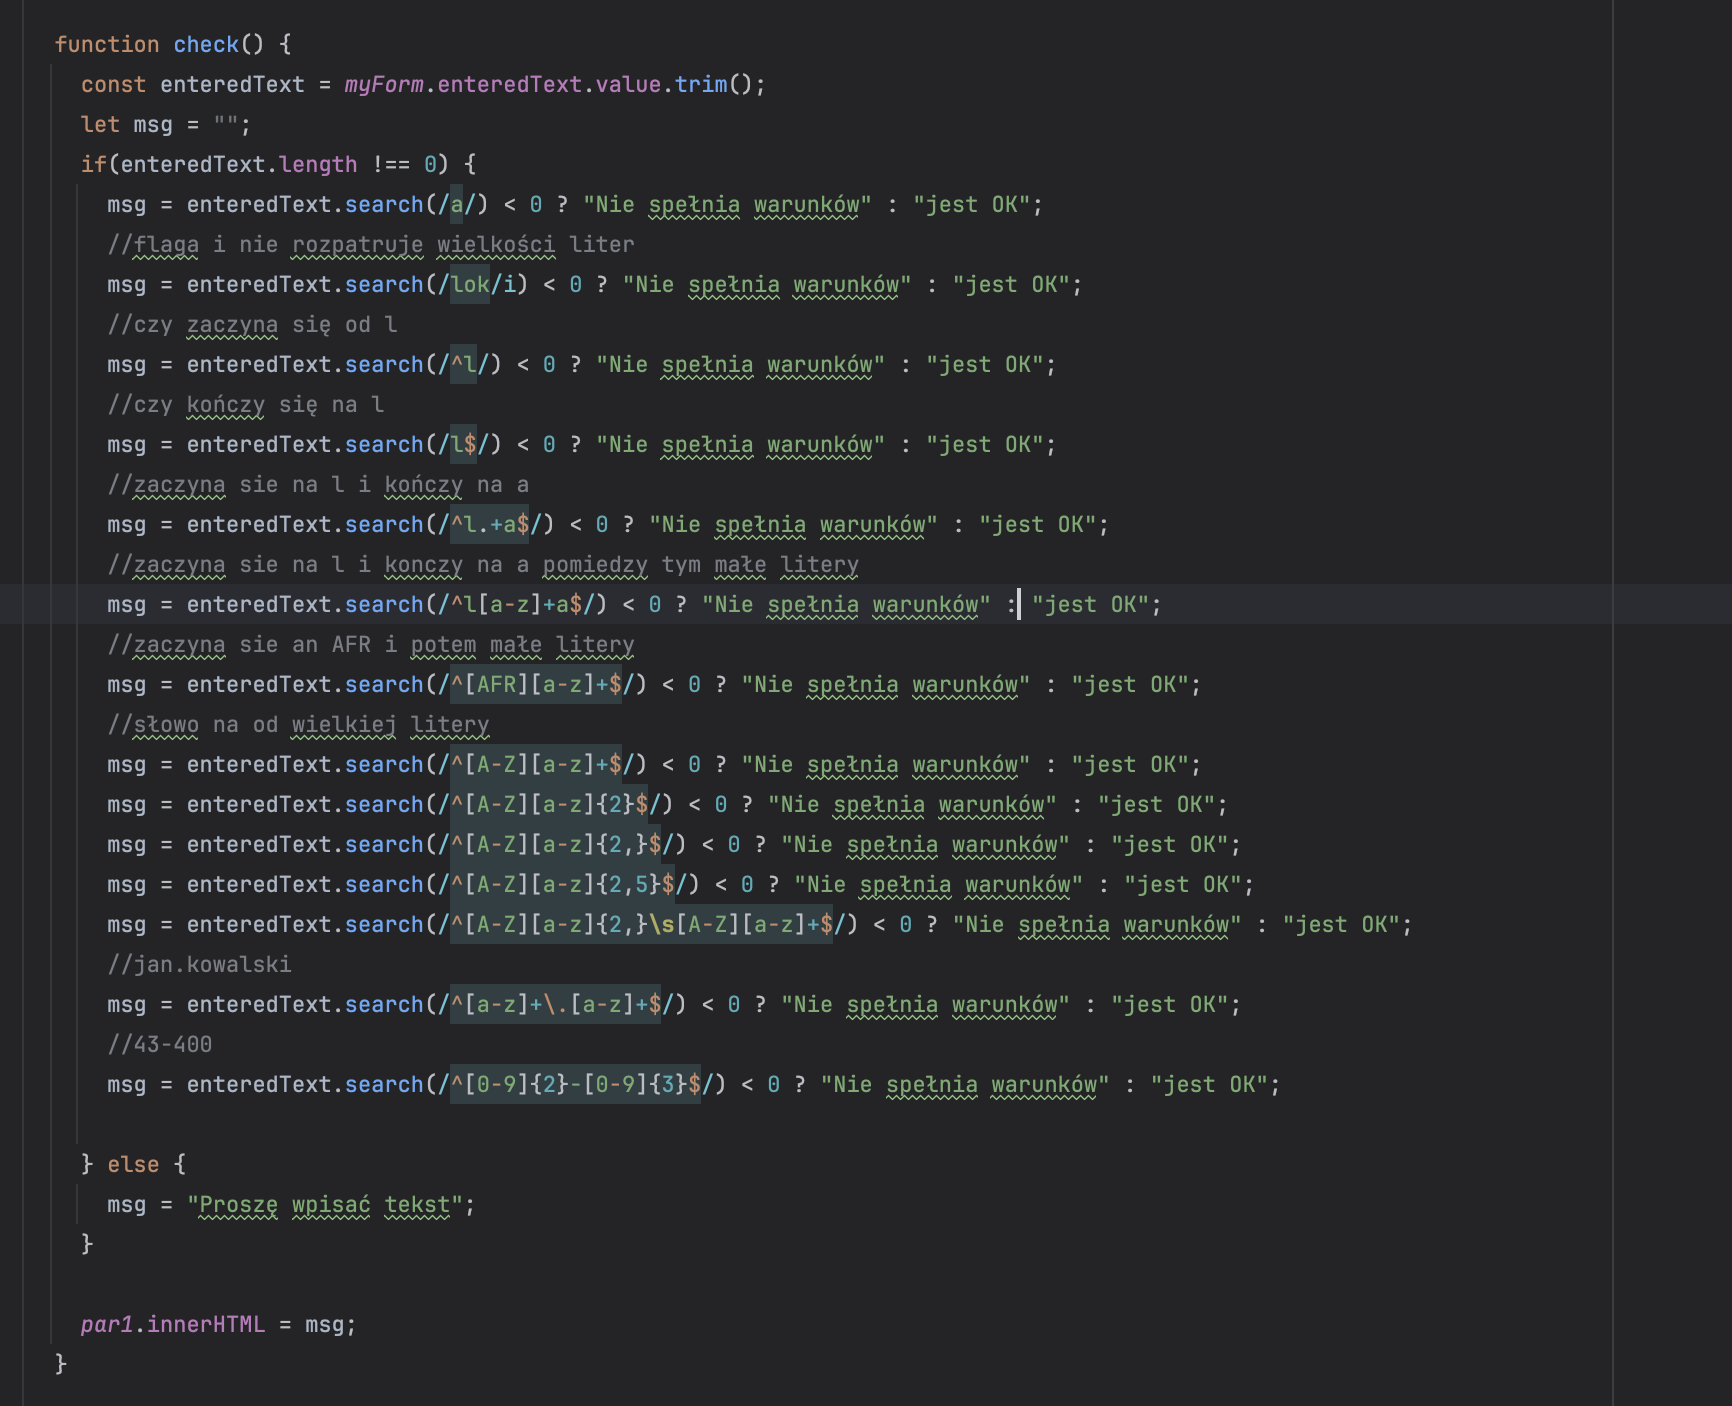 function check() {
const enteredText = myForm.enteredText.value.trim();
let msg = "";
if(enteredText.length !== 0) {
msg = enteredText.search(/a/) < 0 ? "Nie spełnia warunków" : "jest OK";
//flaga i nie rozpatruje wielkości liter
msg = enteredText.search(/lok/i) < 0 ? "Nie spełnia warunków" : "jest OK";
//czy zaczyna się od l
msg = enteredText.search(/^l/) < 0 ? "Nie spełnia warunków" : "jest OK";
//czy kończy się na l
msg = enteredText.search(/l$/) < 0 ? "Nie spełnia warunków" : "jest OK";
//zaczyna sie na l i kończy na a
msg = enteredText.search(/^l.+a$/) < 0 ? "Nie spełnia warunków" : "jest OK";
//zaczyna sie na l i konczy na a pomiedzy tym małe litery
msg = enteredText.search(/^l[a-z]+a$/) < 0 ? "Nie spełnia warunków" : "jest OK";
//zaczyna sie an AFR i potem małe litery
msg = enteredText.search(/^[AFR][a-z]+$/) < 0 ? "Nie spełnia warunków" : "jest OK";
//słowo na od wielkiej litery
msg = enteredText.search(/^[A-Z][a-z]+$/) < 0 ? "Nie spełnia warunków" : "jest OK";
msg = enteredText.search(/^[A-Z][a-z]{2}$/) < 0 ? "Nie spełnia warunków" : "jest OK";
msg = enteredText.search(/^[A-Z][a-z]{2,}$/) < 0 ? "Nie spełnia warunków" : "jest OK";
msg = enteredText.search(/^[A-Z][a-z]{2,5}$/) < 0 ? "Nie spełnia warunków" : "jest OK";
msg = enteredText.search(/^[A-Z][a-z]{2,}\s[A-Z][a-z]+$/) < 0 ? "Nie spełnia warunków" : "jest OK";
//jan.kowalski
msg = enteredText.search(/^[a-z]+\.[a-z]+$/) < 0 ? "Nie spełnia warunków" : "jest OK";
//43-400
msg = enteredText.search(/^[0-9]{2}-[0-9]{3}$/) < 0 ? "Nie spełnia warunków" : "jest OK";
} else {
msg = "Proszę wpisać tekst";
}
par1.innerHTML = msg;
}